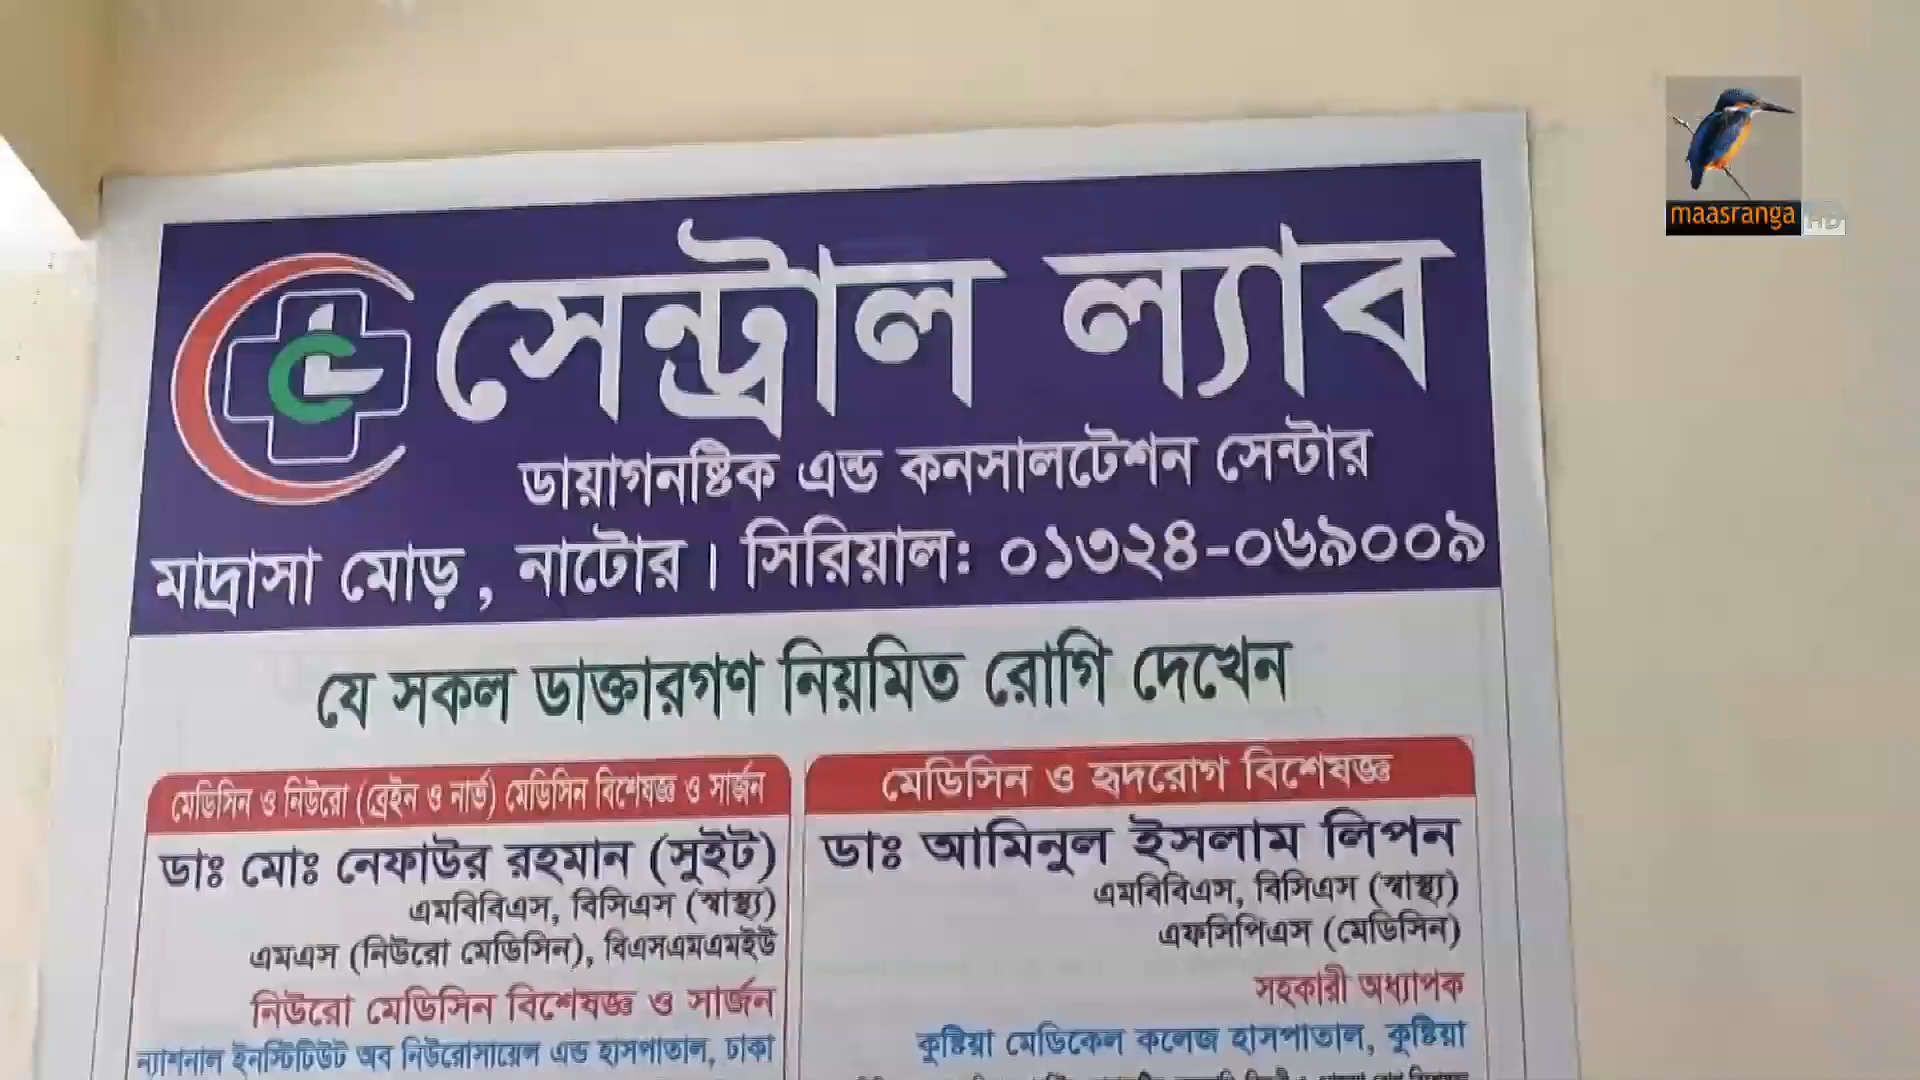 maasranga HD
সেন্ট্রাল ল্যাব
ডায়াগনষ্টিক এন্ড কনসালটেশন সেন্টার
মাদ্রাসা মোড়, নাটোর। সিরিয়াল: ০১৩২৪-০৬৯০০৯
যে সকল ডাক্তারগণ নিয়মিত রোগি দেখেন
মেডিসিন ও নিউরো (ব্রেইন ও নার্ভ) মেডিসিন বিশেষজ্ঞ ও সার্জন
ডাঃ মোঃ নেফাউর রহমান (সুইট)
এমবিবিএস, বিসিএস (স্বাস্থ্য)
এমএস (নিউরো মেডিসিন), বিএসএমএমইউ
নিউরো মেডিসিন বিশেষজ্ঞ ও সার্জন
ন্যাশনাল ইনস্টিটিউট অব নিউরোসায়েন্স এন্ড হাসপাতাল, ঢাকা
মেডিসিন ও হৃদরোগ বিশেষজ্ঞ
ডাঃ আমিনুল ইসলাম লিপন
এমবিবিএস, বিসিএস (স্বাস্থ্য)
এফসিপিএস (মেডিসিন)
সহকারী অধ্যাপক
কুষ্টিয়া মেডিকেল কলেজ হাসপাতাল, কুষ্টিয়া